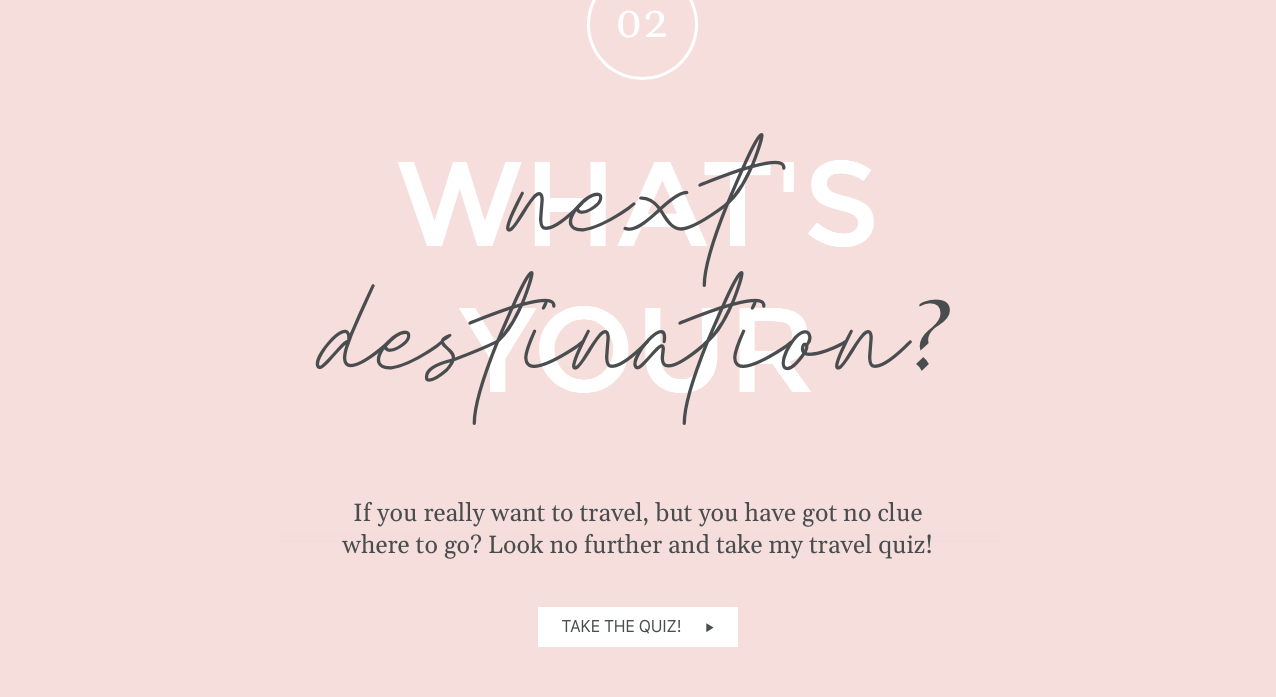 02
WHAT'S
next
YOUR
destination?
If you really want to travel, but you have got no clue
where to go? Look no further and take my travel quiz!
TAKE THE QUIZ!